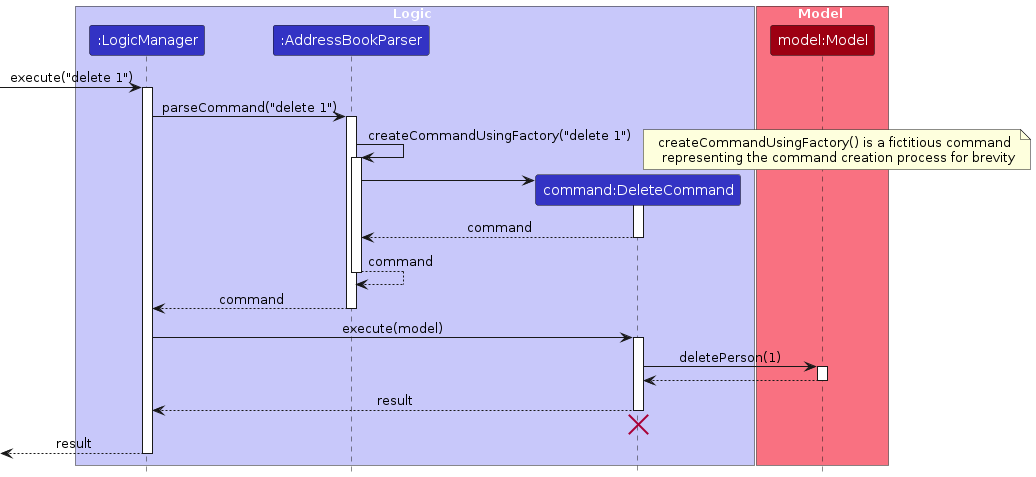 Logic
Model
:LogicManager
:AddressBookParser
model:Model
execute("delete 1")
parseCommand("delete 1")
createCommandUsingFactory("delete 1")
createCommandUsingFactory() is a fictitious command
representing the command creation process for brevity
command:DeleteCommand
command
command
command
execute(model)
deletePerson(1)
result
result